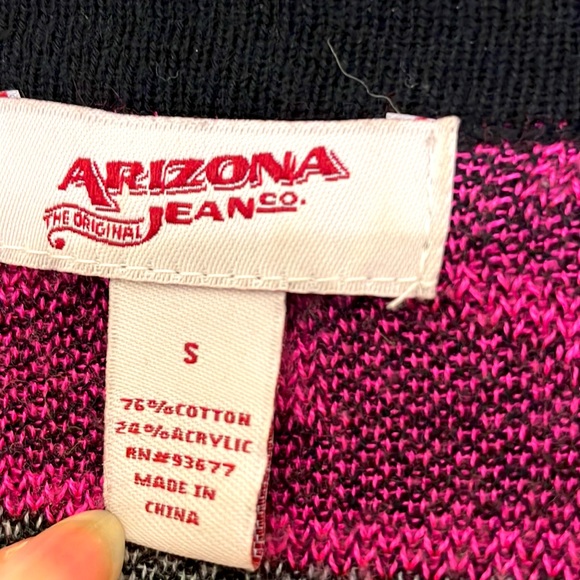 ARIZONA
THE ORIGINAL JEAN CO.
S
76%COTTON
24%ACRYLIC
RN#93677
MADE IN
CHINA